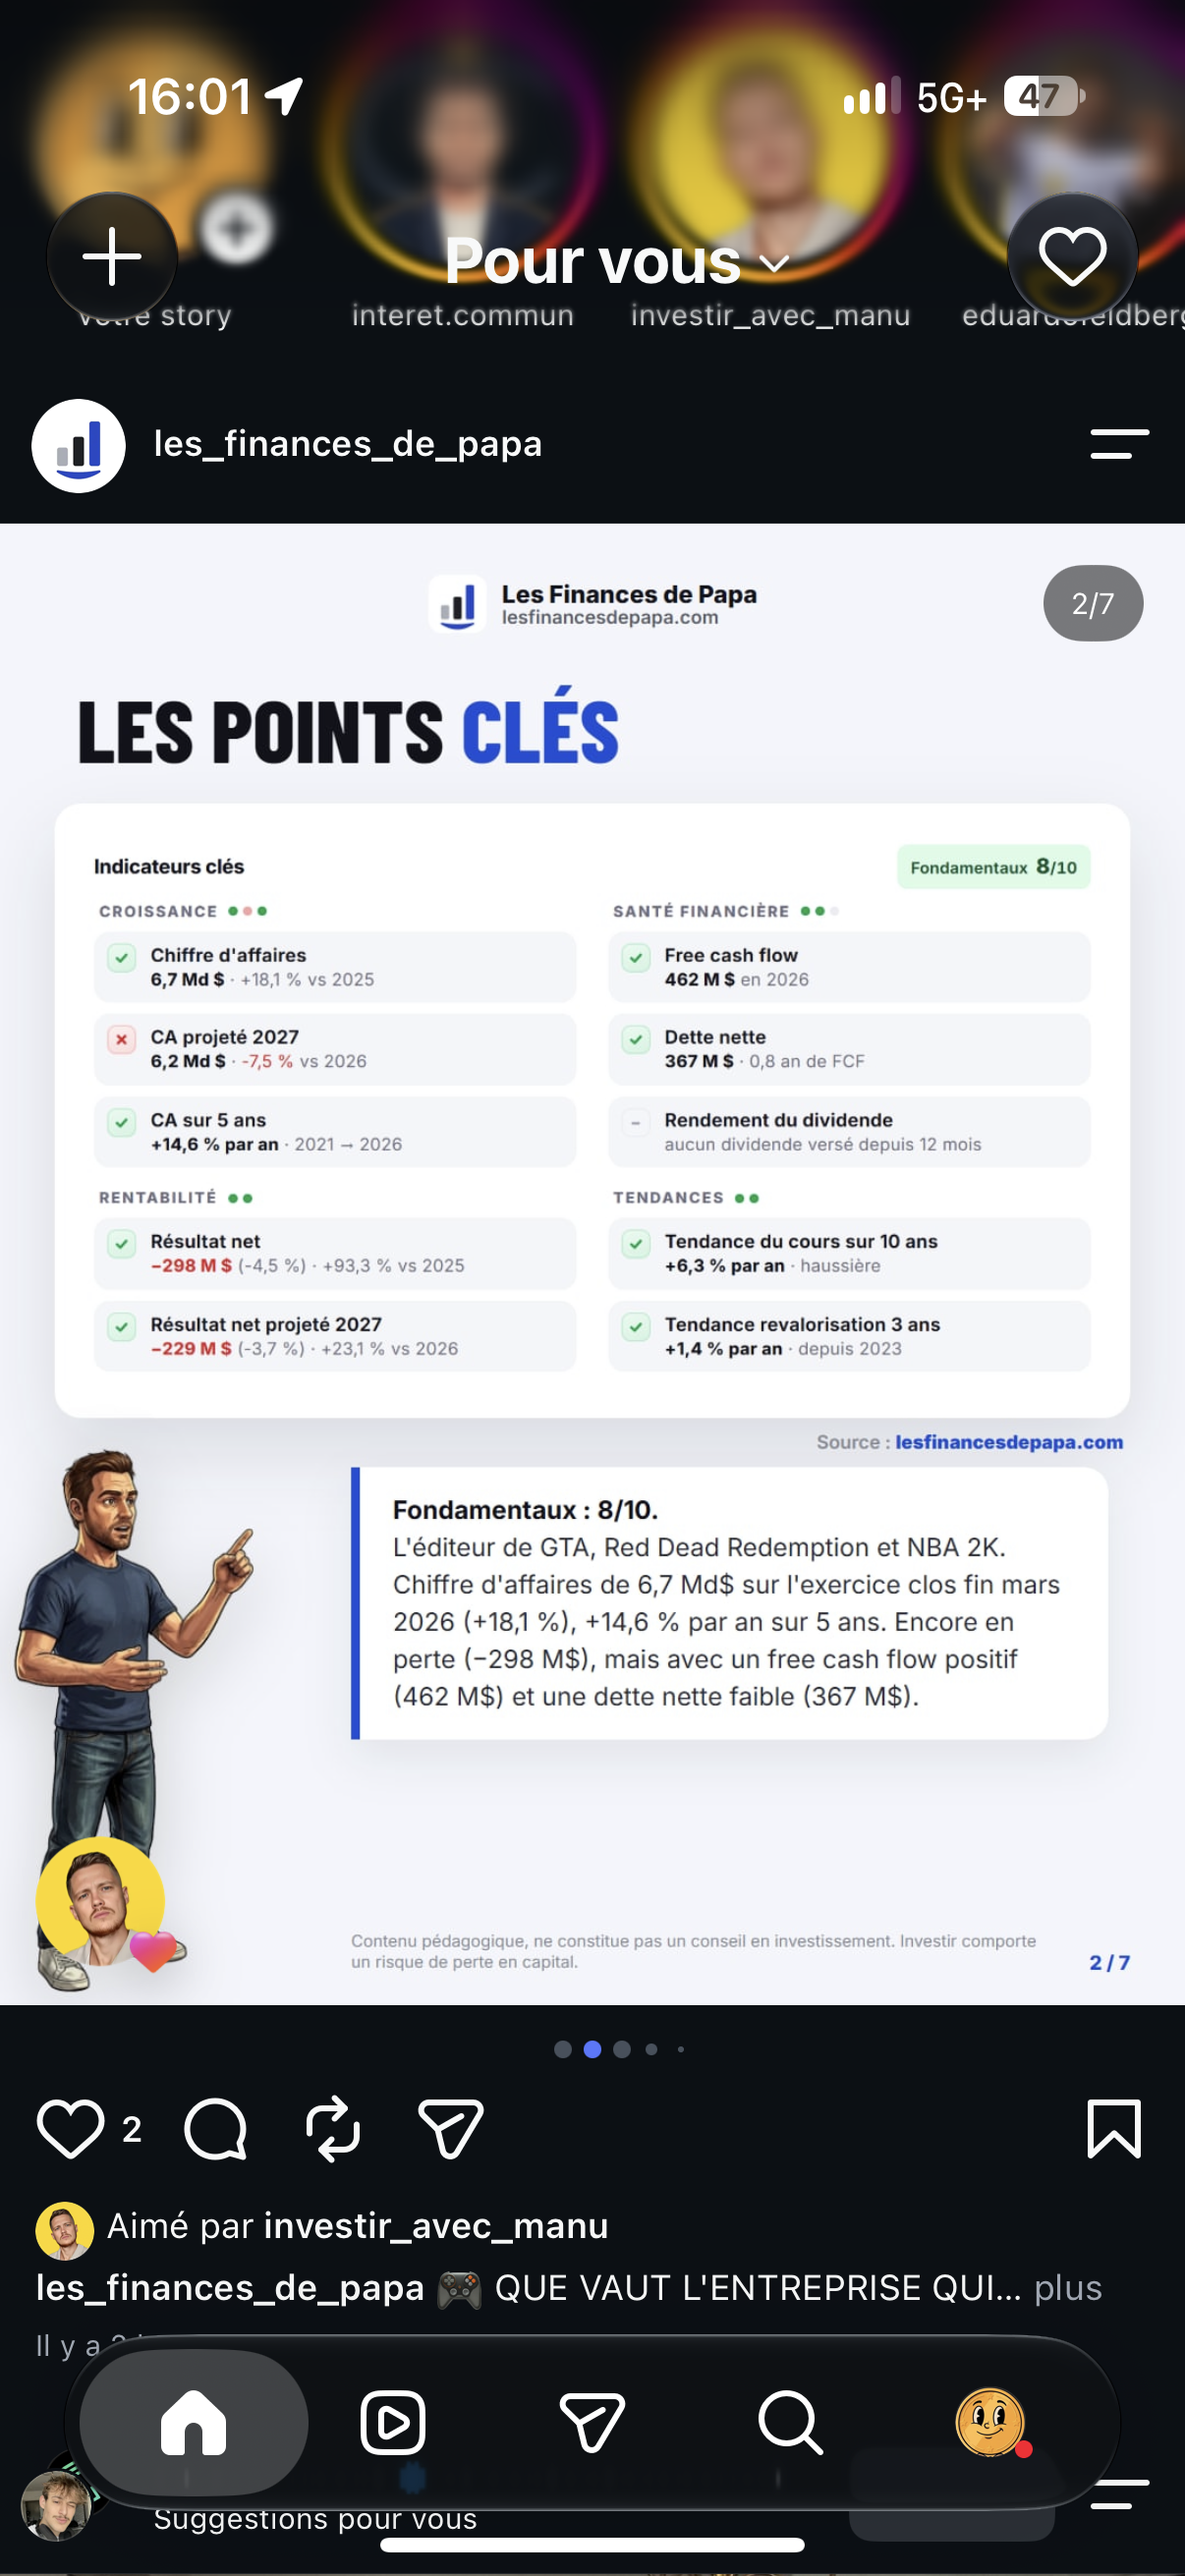 16:01
5G+
47
Pour vous
Votre story
interet.commun
investir_avec_manu
les_finances_de_papa
Les Finances de Papa
lesfinancesdepapa.com
2/7
LES POINTS CLÉS
Indicateurs clés
Fondamentaux 8/10
CROISSANCE
Chiffre d'affaires
6,7 Md $ · +18,1 % vs 2025
CA projeté 2027
6,2 Md $ · -7,5 % vs 2026
CA sur 5 ans
+14,6 % par an · 2021 → 2026
RENTABILITÉ
Résultat net
−298 M $ (-4,5 %) · +93,3 % vs 2025
Résultat net projeté 2027
−229 M $ (-3,7 %) · +23,1 % vs 2026
SANTÉ FINANCIÈRE
Free cash flow
462 M $ en 2026
Dette nette
367 M $ · 0,8 an de FCF
Rendement du dividende
aucun dividende versé depuis 12 mois
TENDANCES
Tendance du cours sur 10 ans
+6,3 % par an · haussière
Tendance revalorisation 3 ans
+1,4 % par an · depuis 2023
Source : lesfinancesdepapa.com
Fondamentaux : 8/10.
L'éditeur de GTA, Red Dead Redemption et NBA 2K.
Chiffre d'affaires de 6,7 Md$ sur l'exercice clos fin mars
2026 (+18,1 %), +14,6 % par an sur 5 ans. Encore en
perte (−298 M$), mais avec un free cash flow positif
(462 M$) et une dette nette faible (367 M$).
Contenu pédagogique, ne constitue pas un conseil en investissement. Investir comporte
un risque de perte en capital.
2 / 7
2
Aimé par investir_avec_manu
les_finances_de_papa 🎮 QUE VAUT L'ENTREPRISE QUI... plus
Il y a
Suggestions pour vous